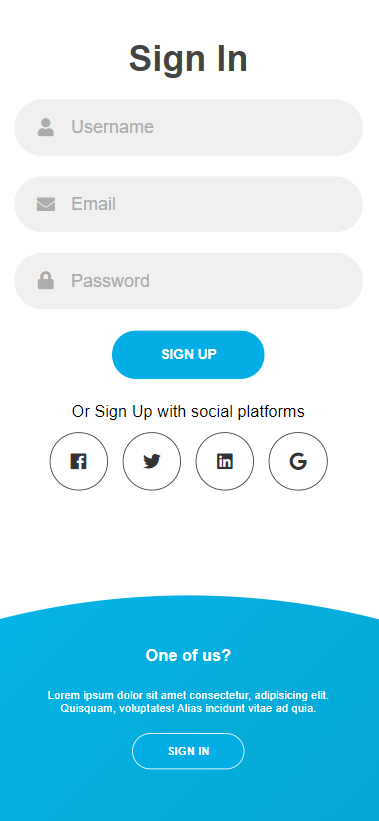 Sign In
Username
Email
Password
SIGN UP
Or Sign Up with social platforms
One of us?
Lorem ipsum dolor sit amet consectetur, adipisicing elit.
Quisquam, voluptates! Alias incidunt vitae ad quia.
SIGN IN